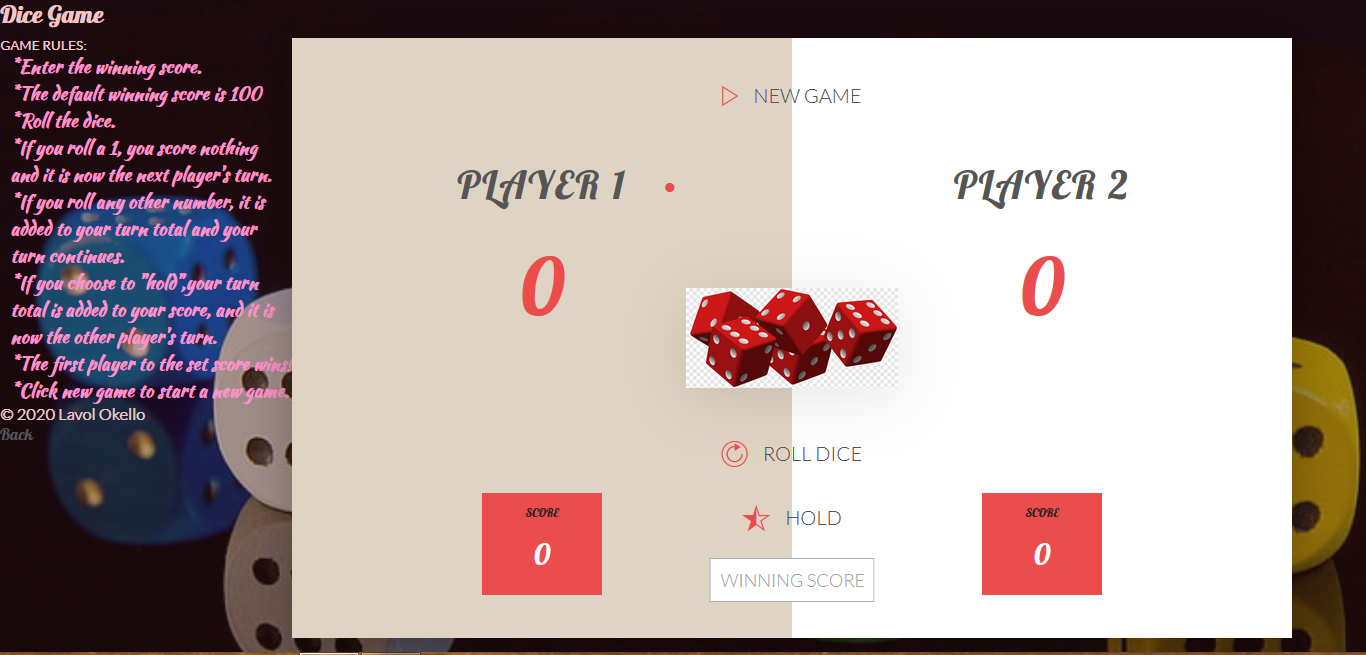 Dice Game
GAME RULES:
*Enter the winning score.
*The default winning score is 100
*Roll the dice.
*If you roll a 1, you score nothing
and it is now the next player's turn.
*If you roll any other number, it is
added to your turn total and your
turn continues.
*If you choose to "hold",your turn
total is added to your score, and it is
now the other player's turn.
*The first player to the set score wins!
*Click new game to start a new game.
© 2020 Lavol Okello
Back
NEW GAME
PLAYER 1
PLAYER 2
0
0
ROLL DICE
HOLD
WINNING SCORE
SCORE
0
SCORE
0